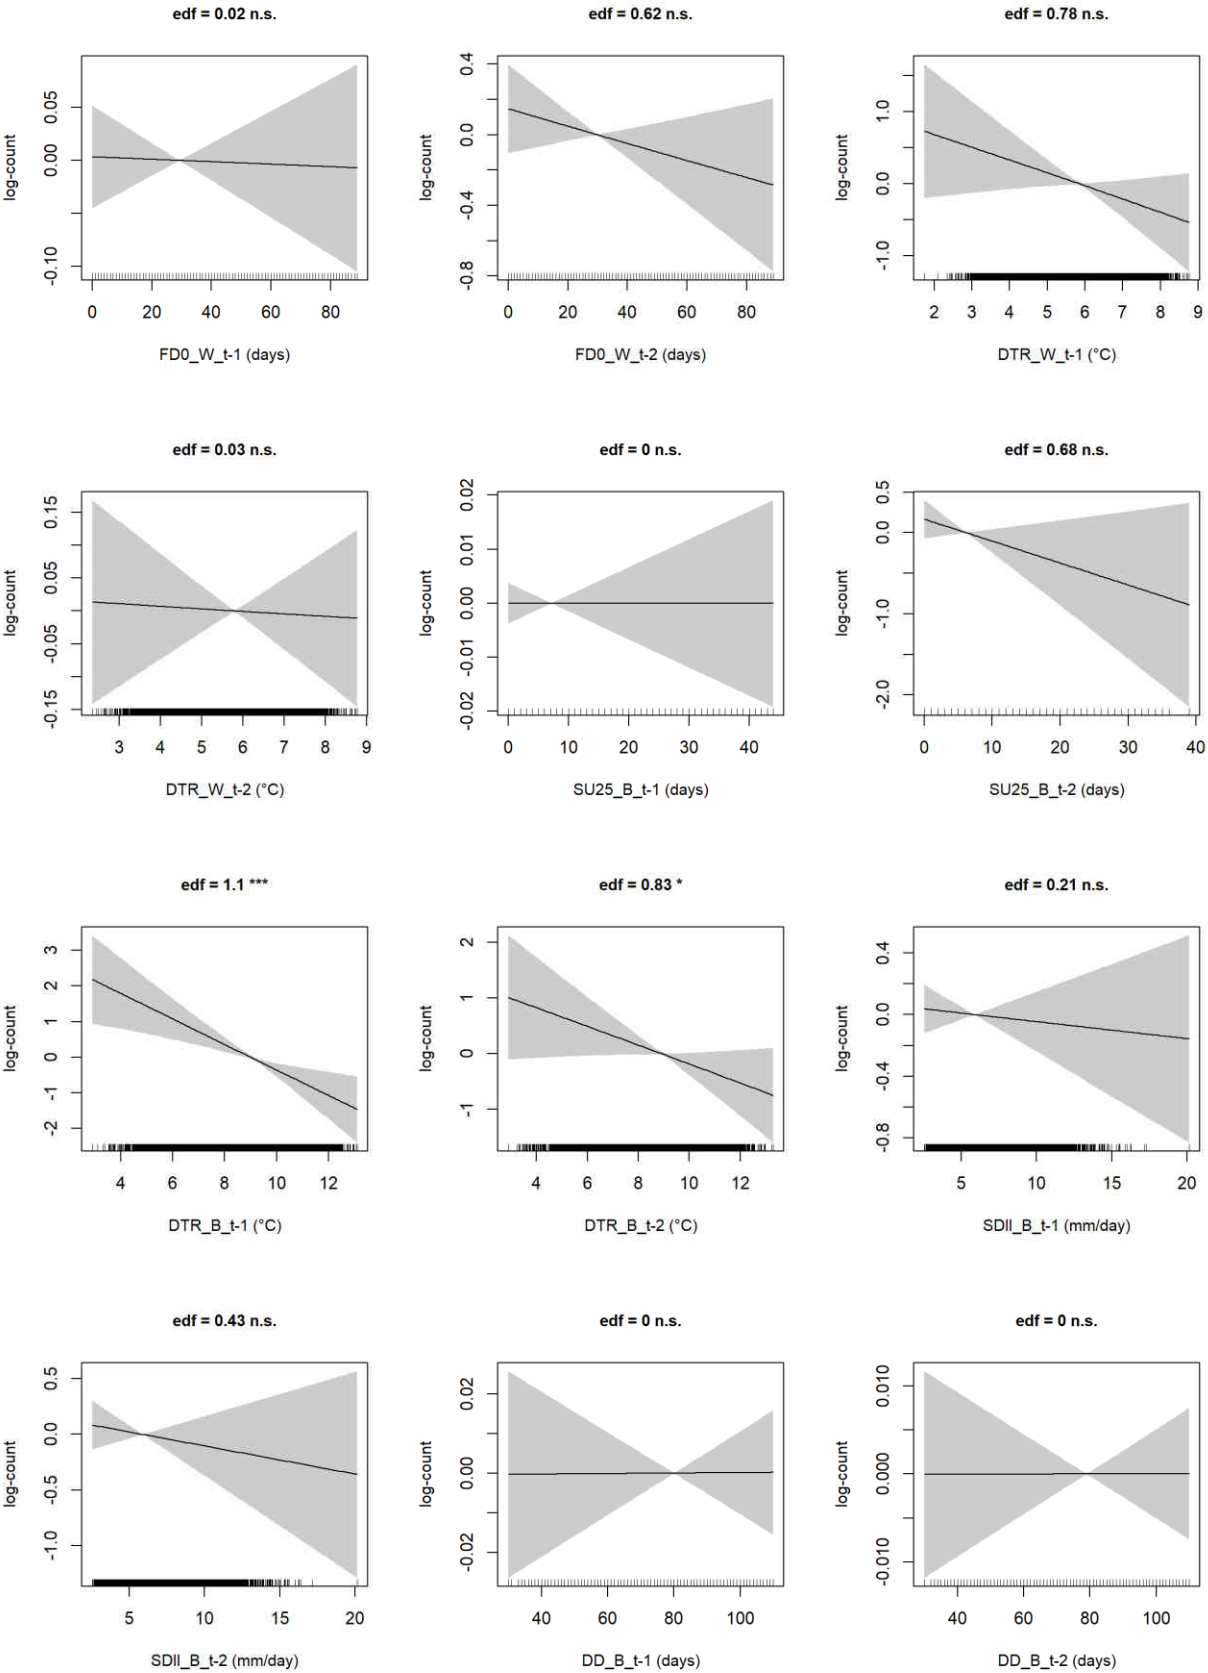 edf = 0.02 n.s.
edf = 0.62 n.s.
edf = 0.78 n.s.
log-count
-0.10 0.00 0.05
0 20 40 60 80
FD0_W_t-1 (days)
log-count
-0.8 -0.4 0.0 0.4
0 20 40 60 80
FD0_W_t-2 (days)
log-count
-1.0 0.0 1.0
2 3 4 5 6 7 8 9
DTR_W_t-1 (°C)
edf = 0.03 n.s.
edf = 0 n.s.
edf = 0.68 n.s.
log-count
-0.15 -0.05 0.05 0.15
3 4 5 6 7 8 9
DTR_W_t-2 (°C)
log-count
-0.02 -0.01 0.00 0.01 0.02
0 10 20 30 40
SU25_B_t-1 (days)
log-count
-2.0 -1.0 0.0 0.5
0 10 20 30 40
SU25_B_t-2 (days)
edf = 1.1 ***
edf = 0.83 *
edf = 0.21 n.s.
log-count
-2 -1 0 1 2 3
4 6 8 10 12
DTR_B_t-1 (°C)
log-count
-1 0 1 2
4 6 8 10 12
DTR_B_t-2 (°C)
log-count
-0.8 -0.4 0.0 0.4
5 10 15 20
SDII_B_t-1 (mm/day)
edf = 0.43 n.s.
edf = 0 n.s.
edf = 0 n.s.
log-count
-1.0 -0.5 0.0 0.5
5 10 15 20
SDII_B_t-2 (mm/day)
log-count
-0.02 0.00 0.02
40 60 80 100
DD_B_t-1 (days)
log-count
-0.010 0.000 0.010
40 60 80 100
DD_B_t-2 (days)